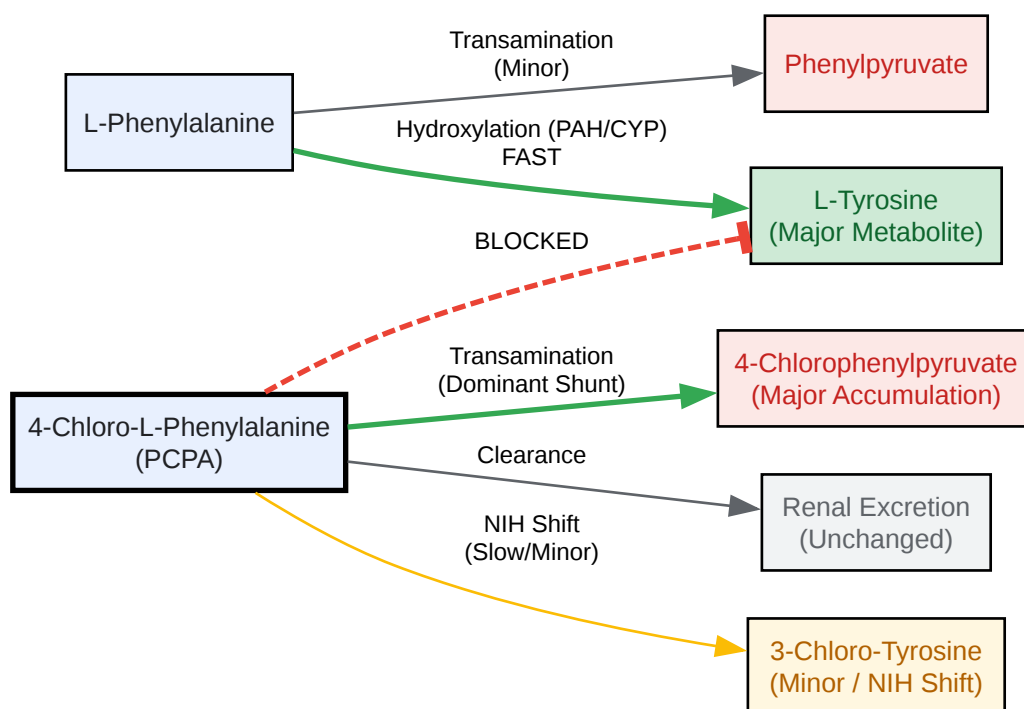 Transamination
(Minor)
Phenylpyruvate
L-Phenylalanine
Hydroxylation (PAH/CYP)
FAST
L-Tyrosine
(Major Metabolite)
BLOCKED
Transamination
(Dominant Shunt)
4-Chlorophenylpyruvate
(Major Accumulation)
4-Chloro-L-Phenylalanine
(PCPA)
Clearance
Renal Excretion
(Unchanged)
NIH Shift
(Slow/Minor)
3-Chloro-Tyrosine
(Minor / NIH Shift)